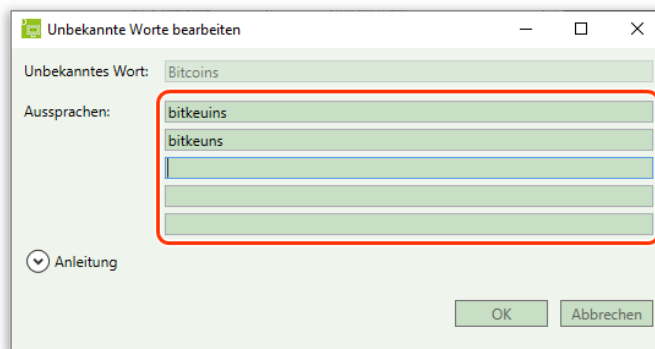 Unbekannte Worte bearbeiten
Unbekanntes Wort: Bitcoins
Aussprachen: bitkeuins
bitkeuns
Anleitung
OK Abbrechen